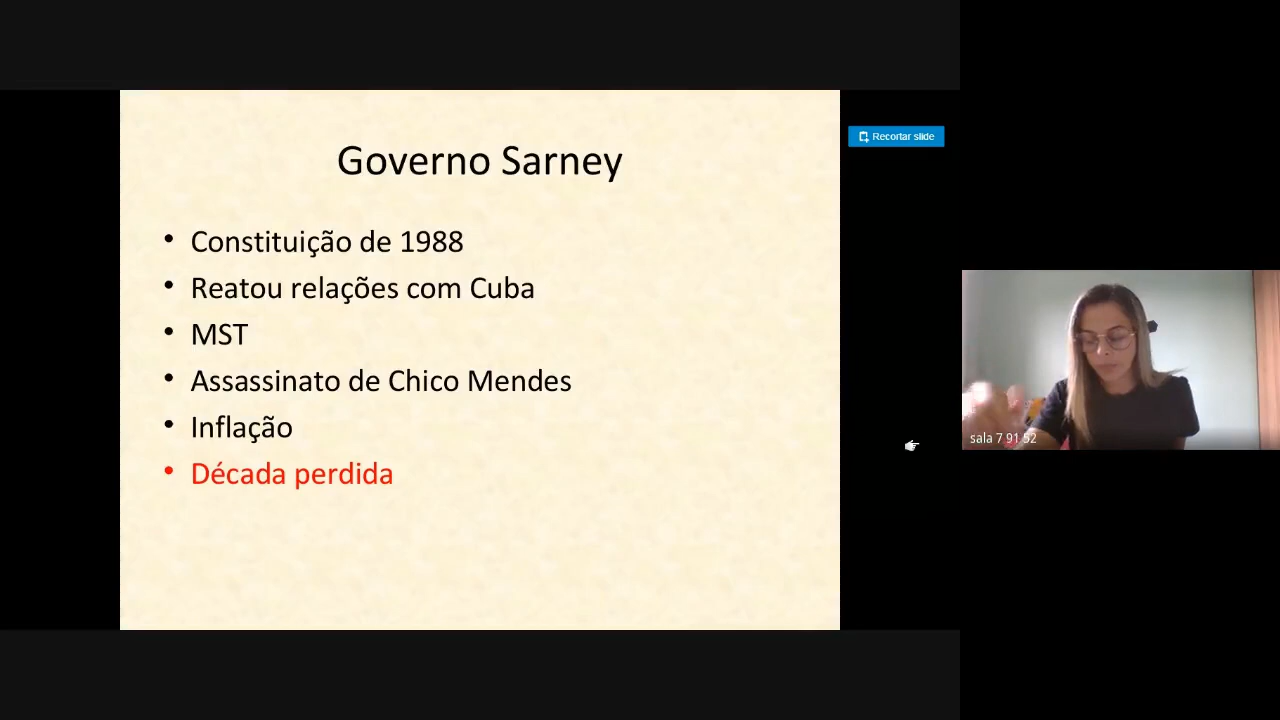 Governo Sarney
Recortar slide
• Constituição de 1988
• Reatou relações com Cuba
• MST
• Assassinato de Chico Mendes
• Inflação
• Década perdida
sala 7 91 52